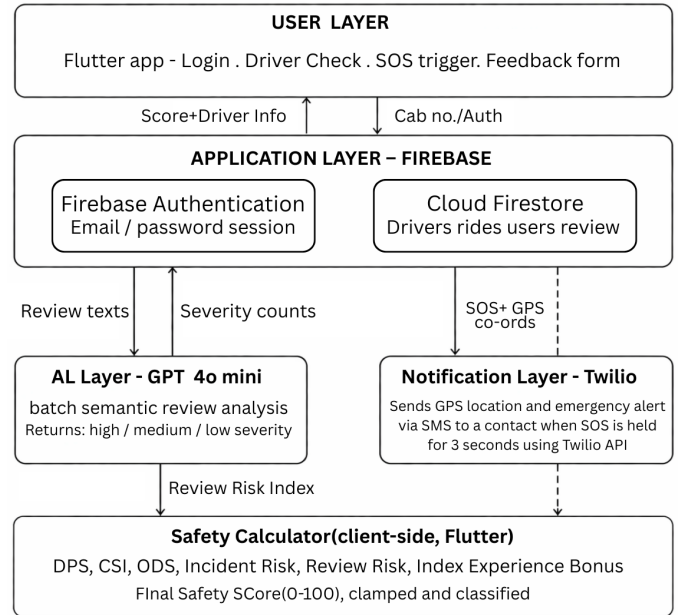 USER LAYER
Flutter app - Login . Driver Check . SOS trigger. Feedback form
Score+Driver Info
Cab no./Auth
APPLICATION LAYER – FIREBASE
Firebase Authentication
Email / password session
Cloud Firestore
Drivers rides users review
Review texts
Severity counts
SOS+ GPS
co-ords
AL Layer - GPT 4o mini
batch semantic review analysis
Returns: high / medium / low severity
Notification Layer - Twilio
Sends GPS location and emergency alert
via SMS to a contact when SOS is held
for 3 seconds using Twilio API
Review Risk Index
Safety Calculator(client-side, Flutter)
DPS, CSI, ODS, Incident Risk, Review Risk, Index Experience Bonus
FInal Safety SCore(0-100), clamped and classified